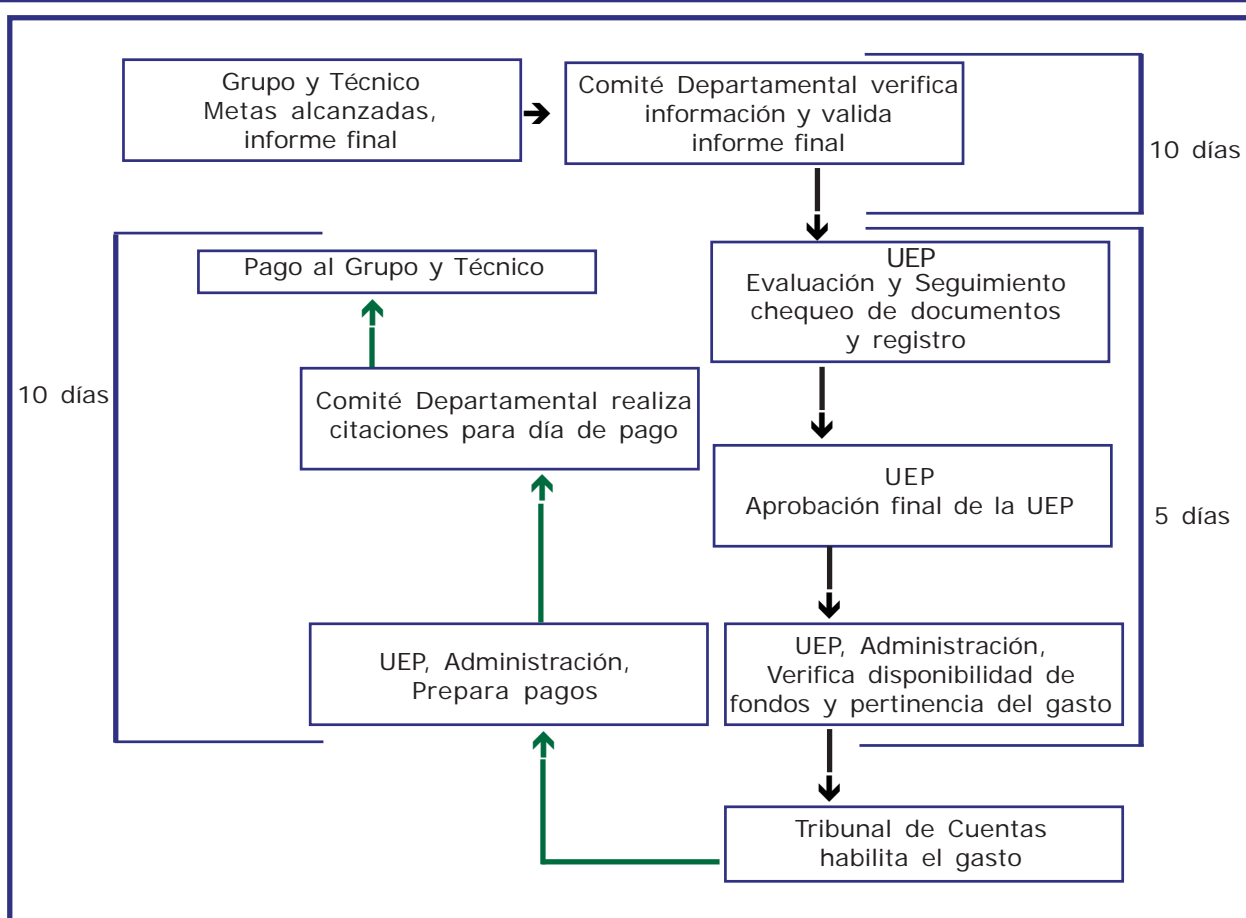 Grupo y Técnico
Metas alcanzadas,
informe final
Comité Departamental verifica
información y valida
informe final
10 días
UEP
Evaluación y Seguimiento
chequeo de documentos
y registro
UEP
Aprobación final de la UEP
5 días
UEP, Administración,
Verifica disponibilidad de
fondos y pertinencia del gasto
Tribunal de Cuentas
habilita el gasto
UEP, Administración,
Prepara pagos
Comité Departamental realiza
citaciones para día de pago
10 días
Pago al Grupo y Técnico